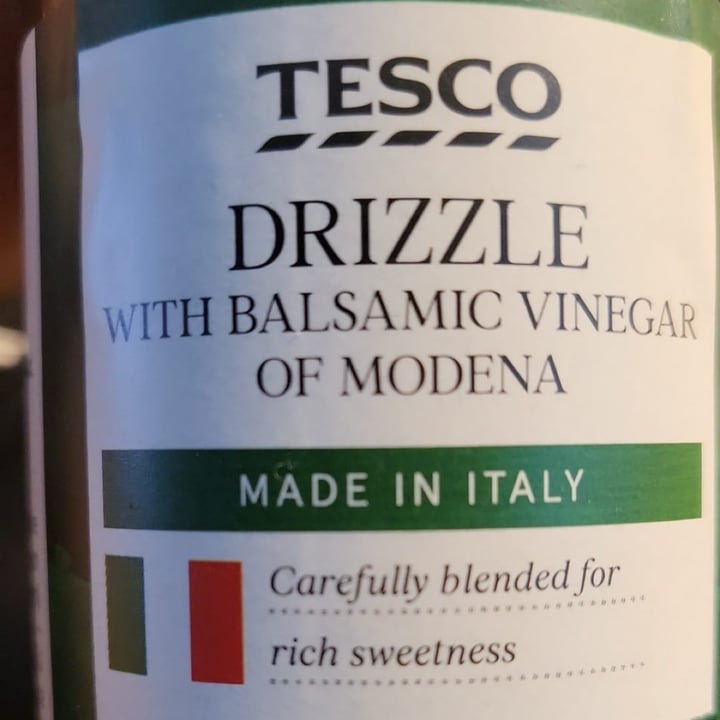 TESCO
DRIZZLE
WITH BALSAMIC VINEGAR
OF MODENA
MADE IN ITALY
Carefully blended for
rich sweetness